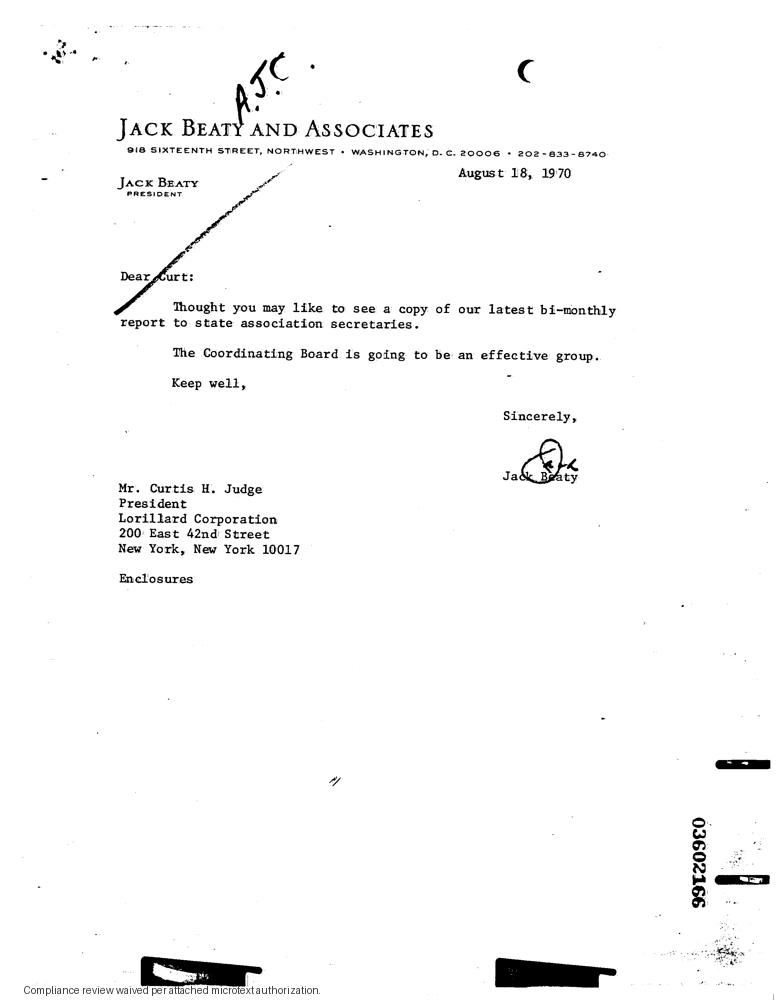 A.J.C.
JACK BEATY AND ASSOCIATES
918 SIXTEENTH STREET, NORTHWEST • WASHINGTON, D. C. 20006 • 202-833-8740
August 18, 1970
JACK BEATY
PRESIDENT
Dear Curt:
Thought you may like to see a copy of our latest bi-monthly
report to state association secretaries.
The Coordinating Board is going to be an effective group.
Keep well,
Sincerely,
Jack
Jack Beaty
Mr. Curtis H. Judge
President
Lorillard Corporation
200 East 42nd Street
New York, New York 10017
Enclosures
03602166
Compliance review waived per attached microtext authorization.